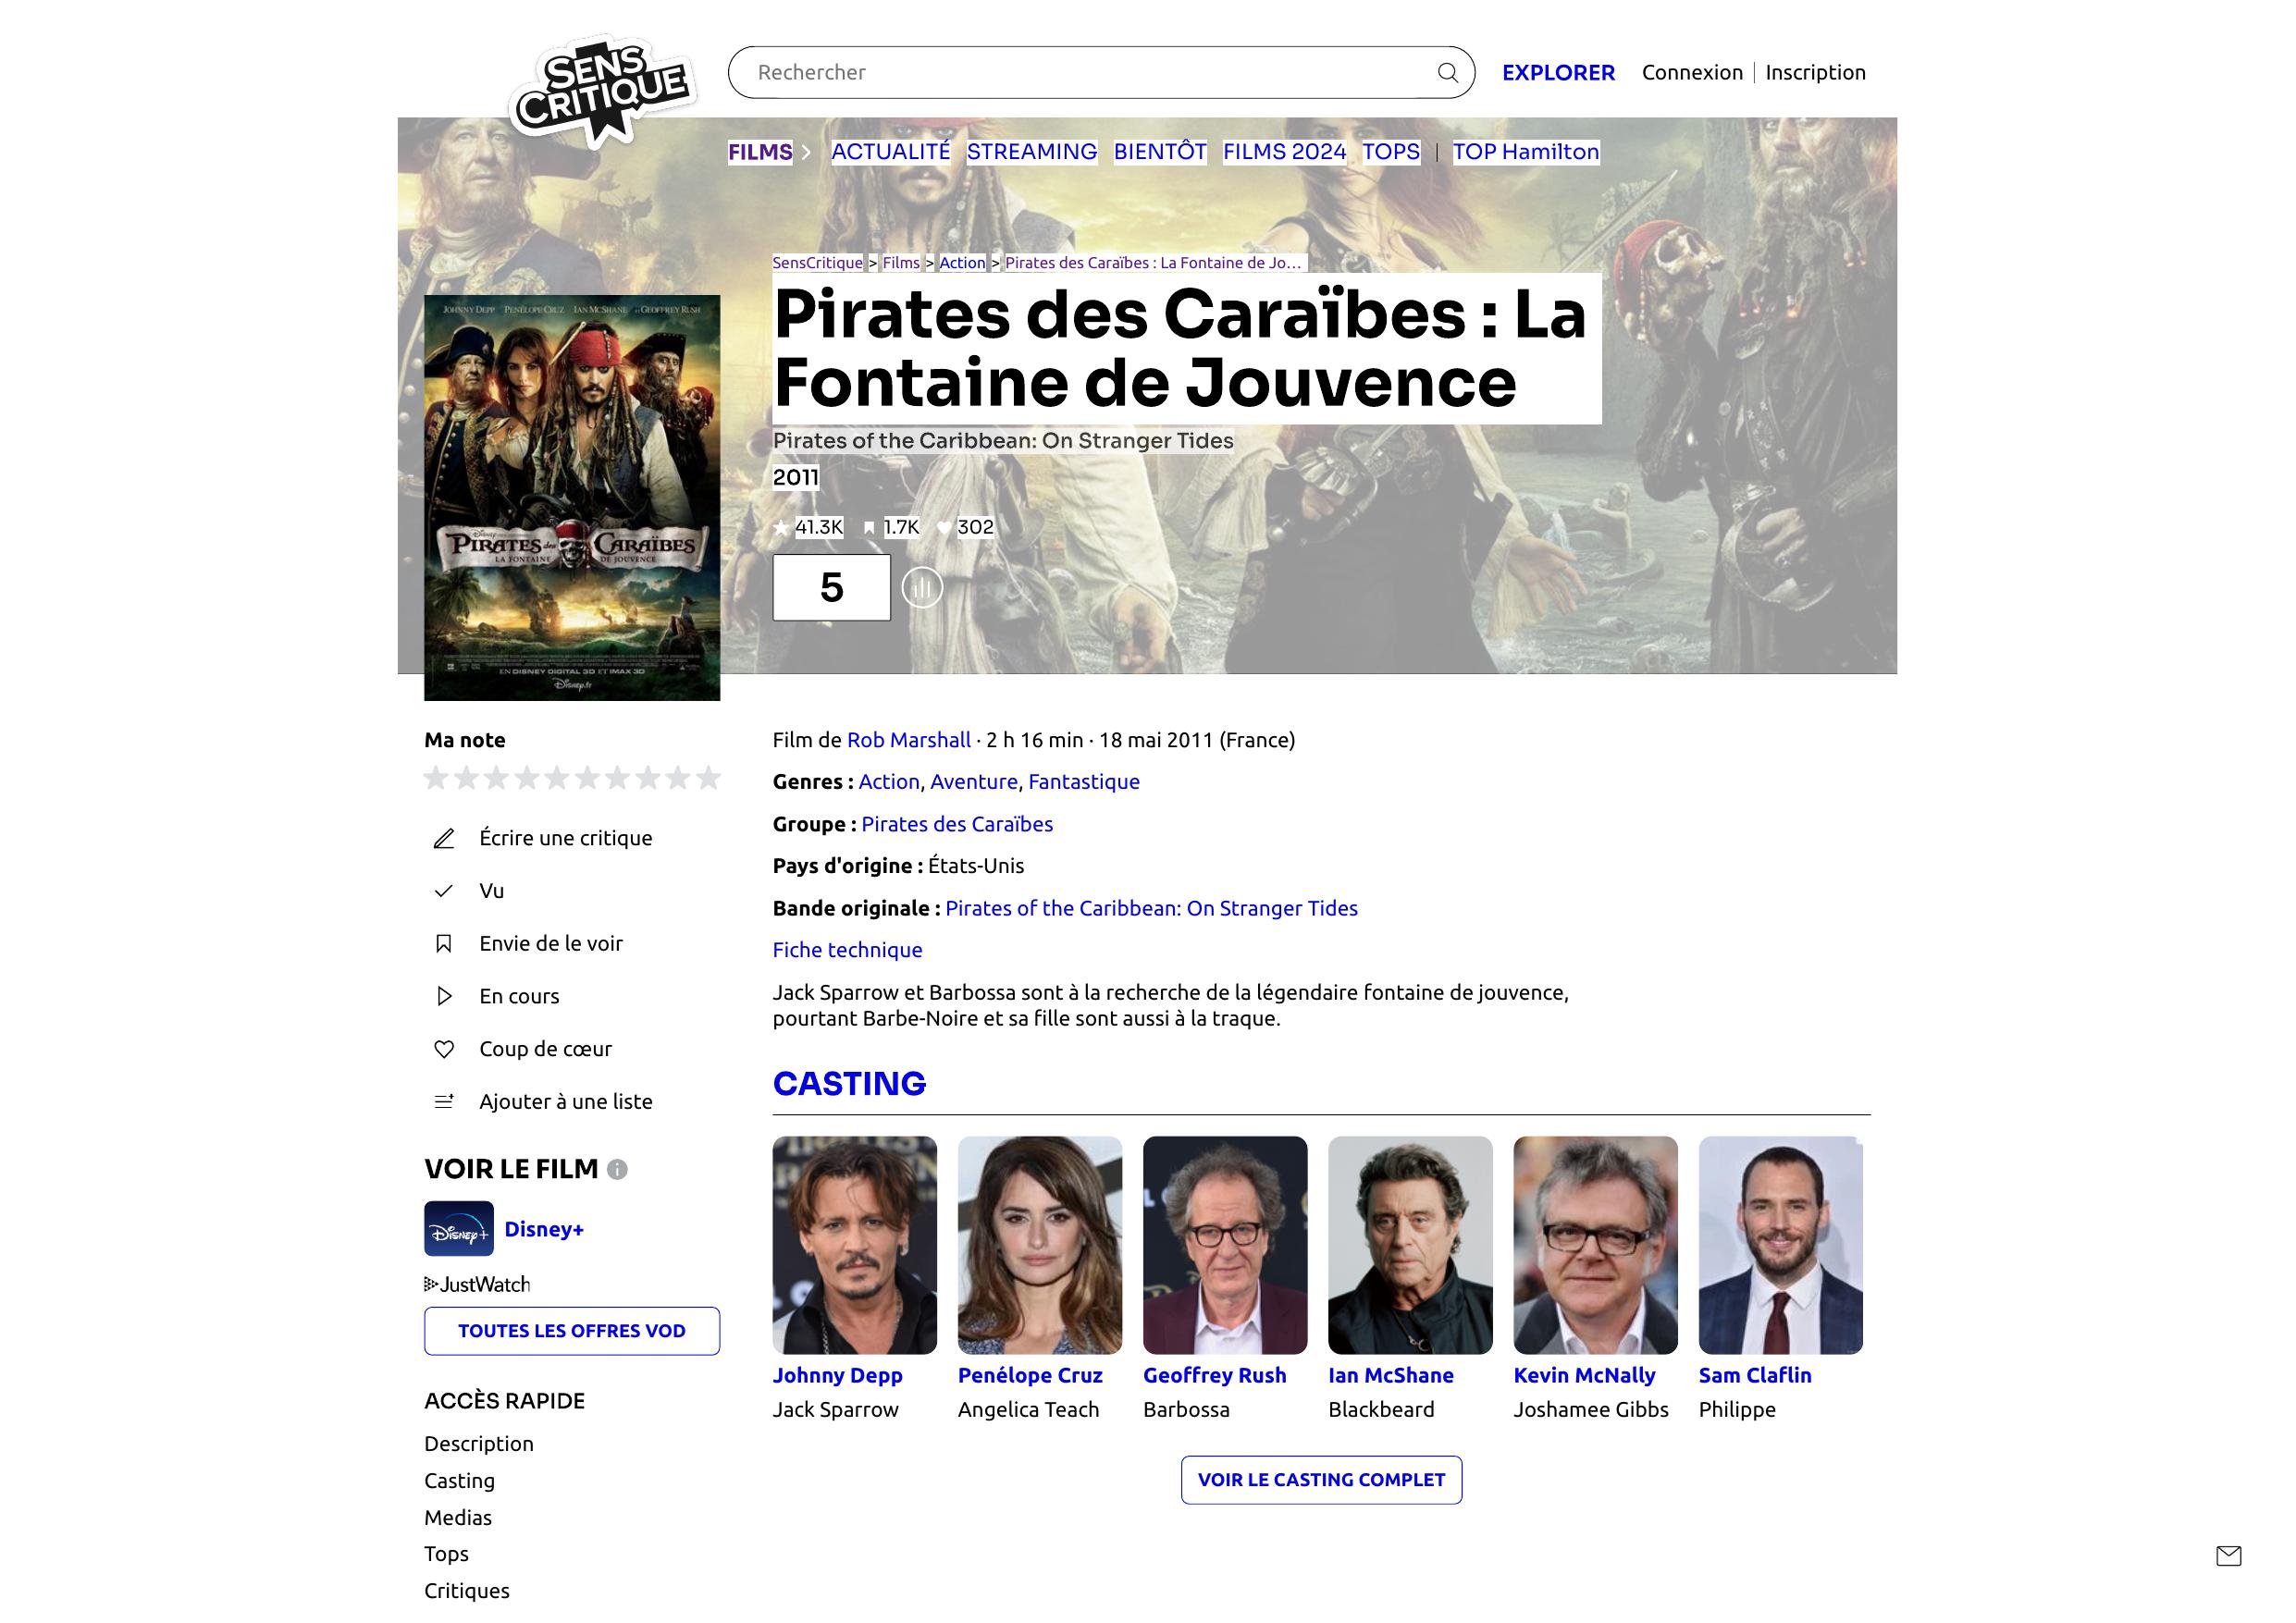 SENS
CRITIQUE
Rechercher
EXPLORER
Connexion | Inscription
FILMS
ACTUALITÉ STREAMING BIENTÔT FILMS 2024 TOPS | TOP Hamilton
SensCritique > Films > Action > Pirates des Caraïbes : La Fontaine de Jo...
Pirates des Caraïbes : La
Fontaine de Jouvence
Pirates of the Caribbean: On Stranger Tides
2011
41.3K 1.7K 302
5
JOHNNY DEPP PENÉLOPE CRUZ IAN McSHANE ET GEOFFREY RUSH
Disney
PIRATES des CARAÏBES
LA FONTAINE DE JOUVENCE
EN DISNEY DIGITAL 3D ET IMAX 3D
Disney.fr
Ma note
Écrire une critique
Vu
Envie de le voir
En cours
Coup de cœur
Ajouter à une liste
VOIR LE FILM
Disney+
Disney+
JustWatch
TOUTES LES OFFRES VOD
ACCÈS RAPIDE
Description
Casting
Medias
Tops
Critiques
Film de Rob Marshall · 2 h 16 min · 18 mai 2011 (France)
Genres : Action, Aventure, Fantastique
Groupe : Pirates des Caraïbes
Pays d'origine : États-Unis
Bande originale : Pirates of the Caribbean: On Stranger Tides
Fiche technique
Jack Sparrow et Barbossa sont à la recherche de la légendaire fontaine de jouvence,
pourtant Barbe-Noire et sa fille sont aussi à la traque.
CASTING
Johnny Depp Penélope Cruz Geoffrey Rush Ian McShane Kevin McNally Sam Claflin
Jack Sparrow Angelica Teach Barbossa Blackbeard Joshamee Gibbs Philippe
VOIR LE CASTING COMPLET